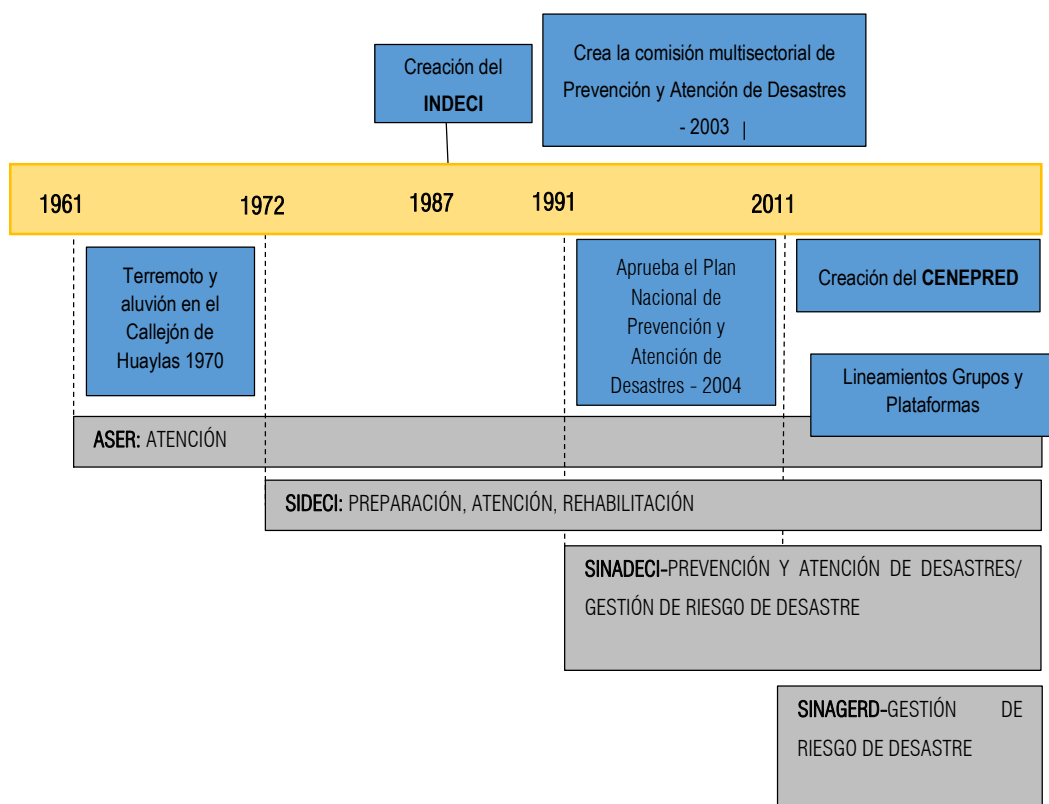 Creación del
INDECI
Crea la comisión multisectorial de
Prevención y Atención de Desastres
- 2003
1961
1972
1987
1991
2011
Terremoto y
aluvión en el
Callejón de
Huaylas 1970
Aprueba el Plan
Nacional de
Prevención y
Atención de
Desastres - 2004
Creación del CENEPRED
Lineamientos Grupos y
Plataformas
ASER: ATENCIÓN
SIDECI: PREPARACIÓN, ATENCIÓN, REHABILITACIÓN
SINADECI-PREVENCIÓN Y ATENCIÓN DE DESASTRES/
GESTIÓN DE RIESGO DE DESASTRE
SINAGERD-GESTIÓN DE
RIESGO DE DESASTRE